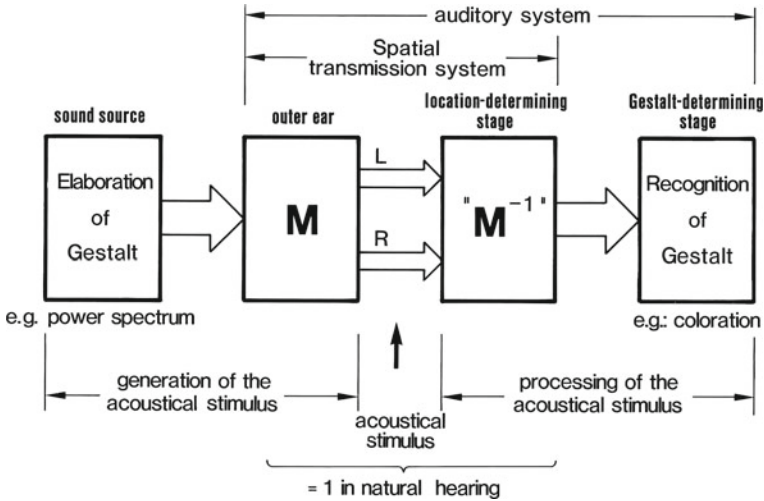 auditory system
Spatial
transmission system
sound source
outer ear
location-determining
stage
Gestalt-determining
stage
Elaboration
of
Gestalt
M
L
R
"M⁻¹"
Recognition
of
Gestalt
e.g. power spectrum
e.g.: coloration
generation of the
acoustical stimulus
acoustical
stimulus
processing of the
acoustical stimulus
= 1 in natural hearing